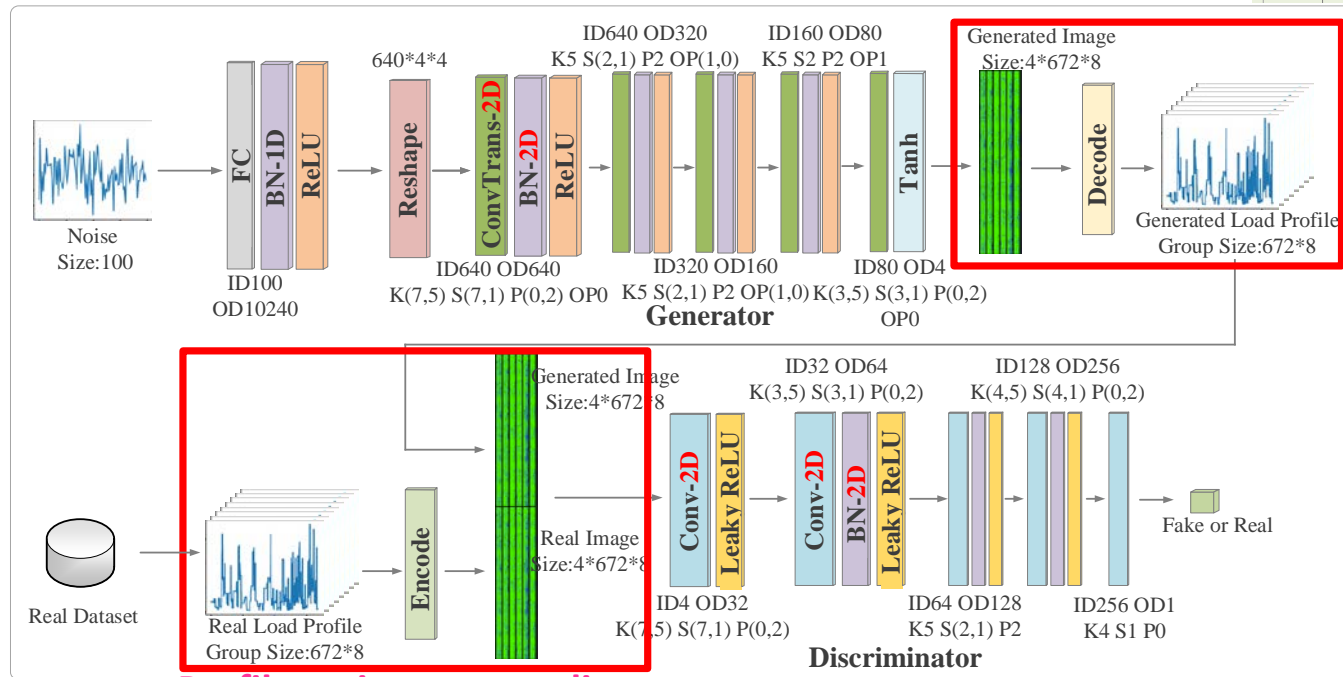 ID640 OD320
K5 S(2,1) P2 OP(1,0)
ID160 OD80
K5 S2 P2 OP1
640*4*4
Generated Image
Size:4*672*8
FC
BN-1D
ReLU
Reshape
ConvTrans-2D
BN-2D
ReLU
Tanh
Decode
Noise
Size:100
ID100
OD10240
ID640 OD640
K(7,5) S(7,1) P(0,2) OP0
ID320 OD160
K5 S(2,1) P2 OP(1,0)
ID80 OD4
K(3,5) S(3,1) P(0,2)
OP0
Generated Load Profile
Group Size:672*8
Generator
Generated Image
Size:4*672*8
ID32 OD64
K(3,5) S(3,1) P(0,2)
ID128 OD256
K(4,5) S(4,1) P(0,2)
Real Dataset
Real Load Profile
Group Size:672*8
Encode
Real Image
Size:4*672*8
Conv-2D
Leaky ReLU
Conv-2D
BN-2D
Leaky ReLU
Fake or Real
ID4 OD32
K(7,5) S(7,1) P(0,2)
ID64 OD128
K5 S(2,1) P2
ID256 OD1
K4 S1 P0
Discriminator